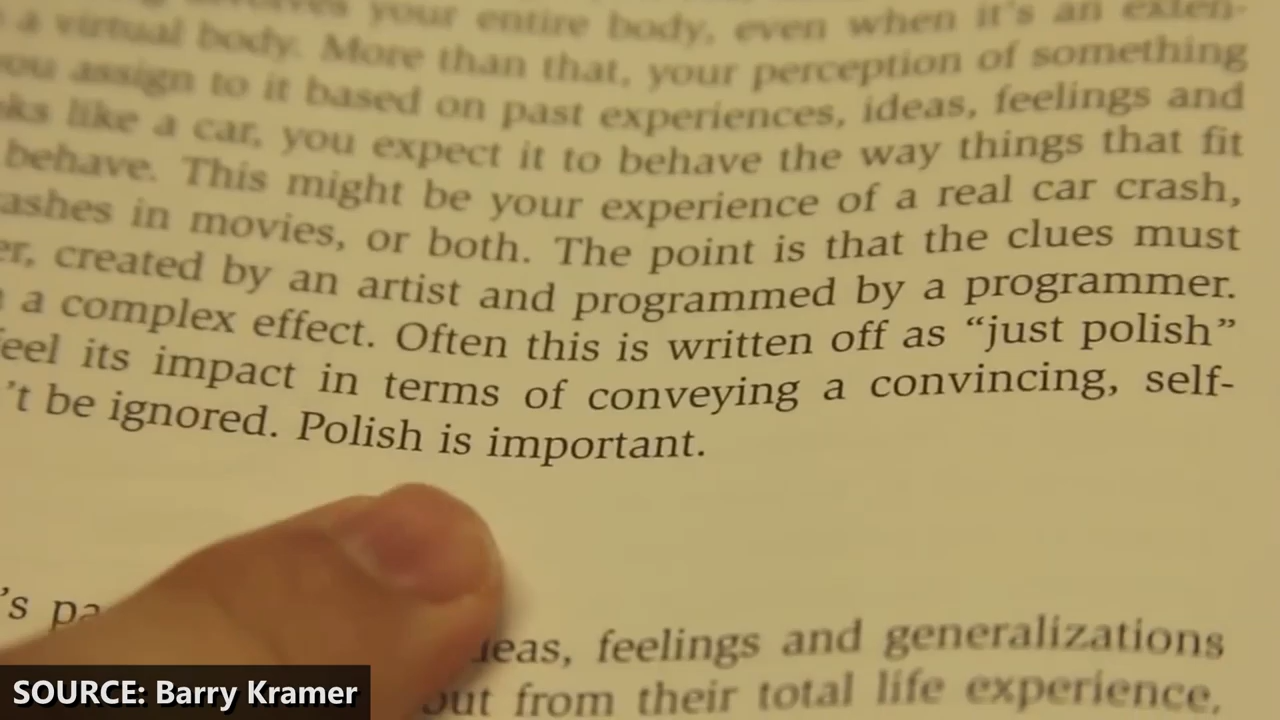 your entire body, even when it's an exten-
a virtual body. More than that, your perception of something
you assign to it based on past experiences, ideas, feelings and
like a car, you expect it to behave the way things that fit
behave. This might be your experience of a real car crash,
ashes in movies, or both. The point is that the clues must
er, created by an artist and programmed by a programmer.
a complex effect. Often this is written off as “just polish”
eel its impact in terms of conveying a convincing, self-
’t be ignored. Polish is important.
’s pa
deas, feelings and generalizations
out from their total life experience,
SOURCE: Barry Kramer